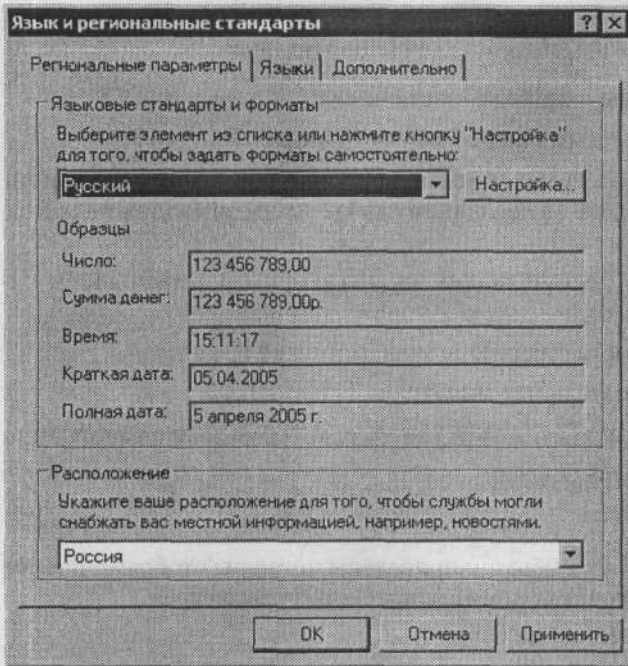 Язык и региональные стандарты
Региональные параметры Языки Дополнительно
Языковые стандарты и форматы
Выберите элемент из списка или нажмите кнопку "Настройка"
для того, чтобы задать форматы самостоятельно:
Русский Настройка...
Образцы
Число: 123 456 789,00
Сумма денег: 123 456 789,00р.
Время: 15:11:17
Краткая дата: 05.04.2005
Полная дата: 5 апреля 2005 г.
Расположение
Укажите ваше расположение для того, чтобы службы могли
снабжать вас местной информацией, например, новостями.
Россия
OK Отмена Применить